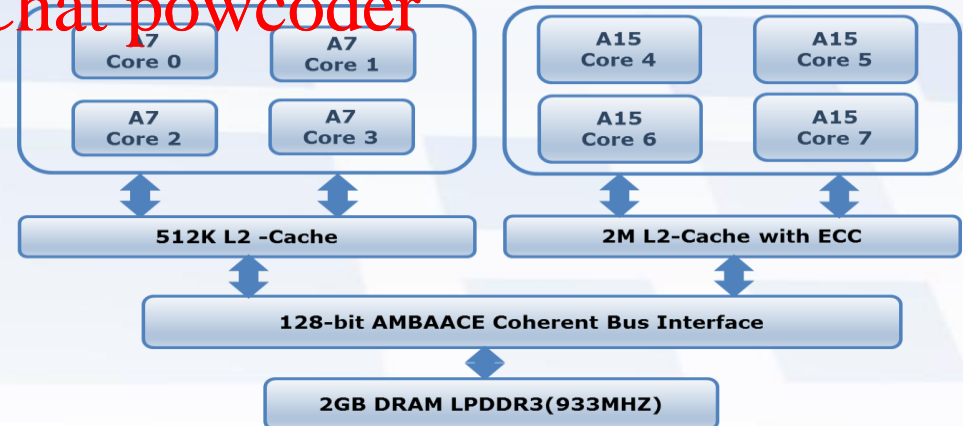 Chat powcoder
A7
Core 0
A7
Core 1
A15
Core 4
A15
Core 5
A7
Core 2
A7
Core 3
A15
Core 6
A15
Core 7
512K L2 -Cache
2M L2-Cache with ECC
128-bit AMBAACE Coherent Bus Interface
2GB DRAM LPDDR3(933MHZ)